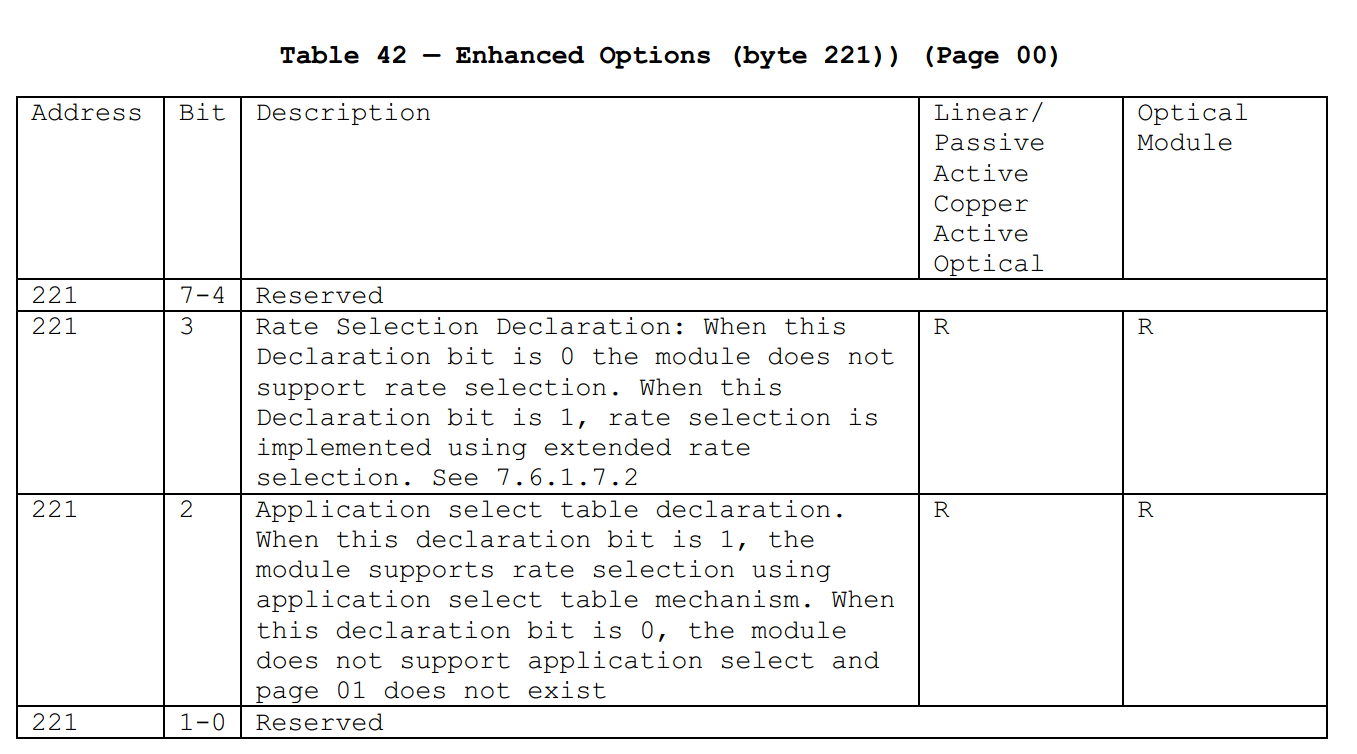 Table 42 — Enhanced Options (byte 221)) (Page 00)
Address Bit Description Linear/ Optical
Passive Module
Active
Copper
Active
Optical
221 7-4 Reserved
221 3 Rate Selection Declaration: When this R R
Declaration bit is 0 the module does not
support rate selection. When this
Declaration bit is 1, rate selection is
implemented using extended rate
selection. See 7.6.1.7.2
221 2 Application select table declaration. R R
When this declaration bit is 1, the
module supports rate selection using
application select table mechanism. When
this declaration bit is 0, the module
does not support application select and
page 01 does not exist
221 1-0 Reserved